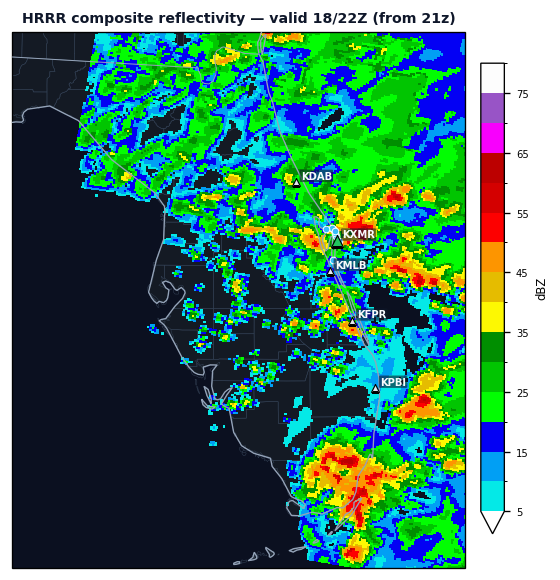 HRRR composite reflectivity — valid 18/22Z (from 21z)
KDAB
KXMR
KMLB
KFPR
KPBI
75
65
55
45
35
25
15
5
dBZ